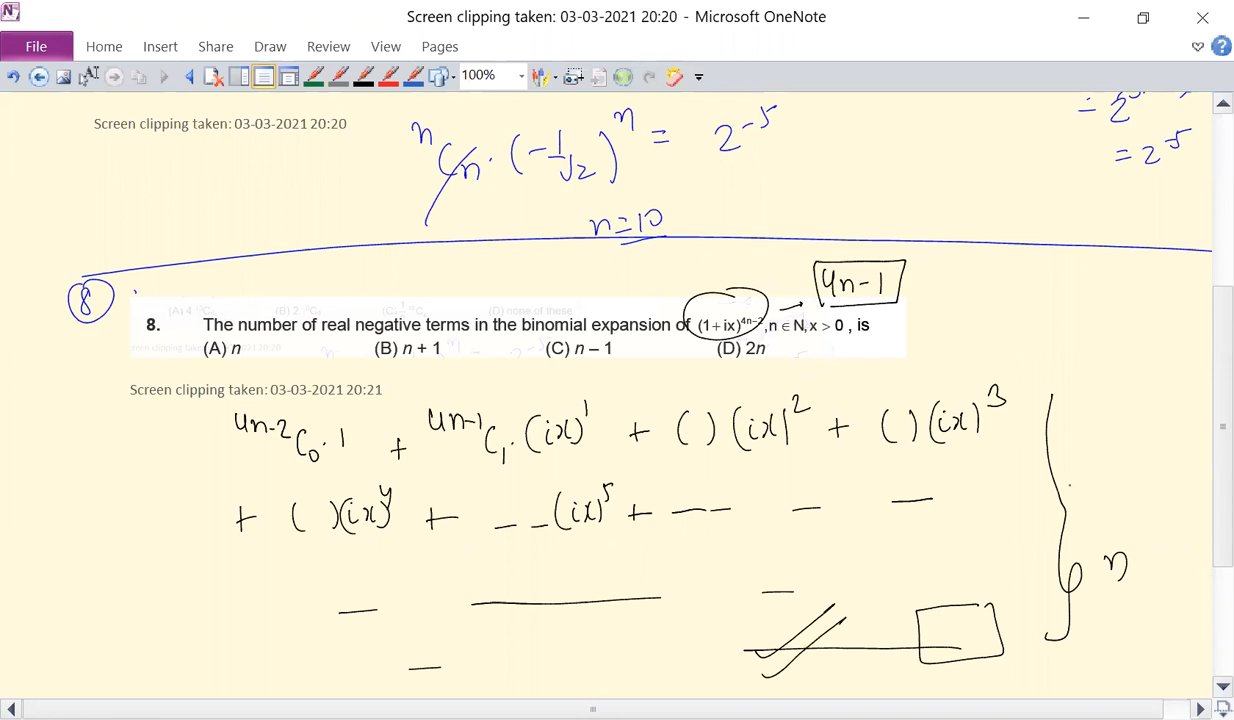 Screen clipping taken: 03-03-2021 20:20 - Microsoft OneNote
File Home Insert Share Draw Review View Pages
100%
Screen clipping taken: 03-03-2021 20:20
ⁿCₙ · (-1/√2)ⁿ = 2⁻⁵
= 2⁻⁵
n = 10
8
4n-1
8. The number of real negative terms in the binomial expansion of (1+ix)⁴ⁿ⁻², n ∈ N, x > 0, is
(A) n (B) n + 1 (C) n – 1 (D) 2n
Screen clipping taken: 03-03-2021 20:21
⁴ⁿ⁻²C₀·1 + ⁴ⁿ⁻¹C₁·(ix)¹ + ( )(ix)² + ( )(ix)³
+ ( )(ix)⁴ + _ _(ix)⁵ + -- - -
n